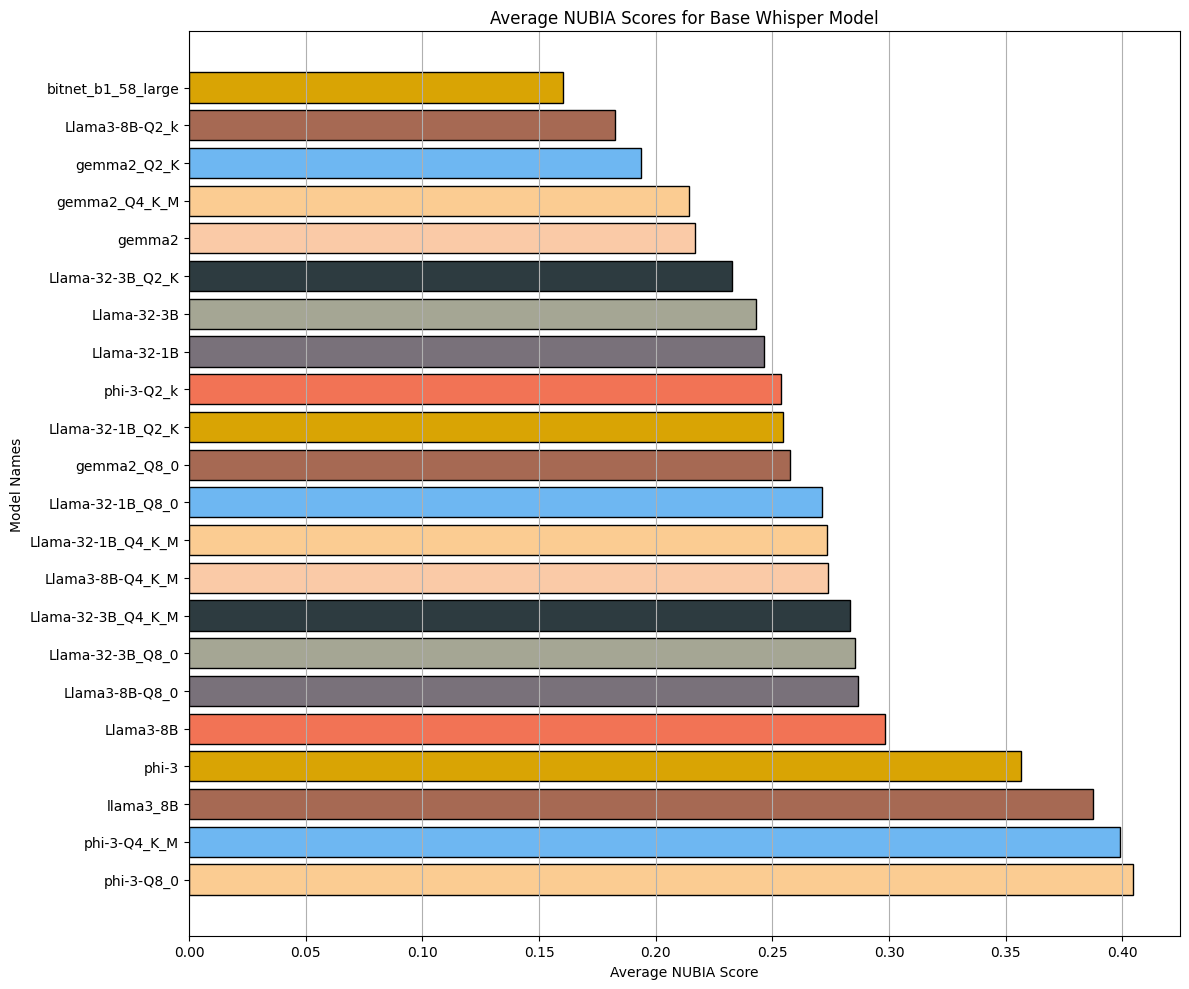 Average NUBIA Scores for Base Whisper Model
bitnet_b1_58_large
Llama3-8B-Q2_k
gemma2_Q2_K
gemma2_Q4_K_M
gemma2
Llama-32-3B_Q2_K
Llama-32-3B
Llama-32-1B
phi-3-Q2_k
Llama-32-1B_Q2_K
gemma2_Q8_0
Llama-32-1B_Q8_0
Llama-32-1B_Q4_K_M
Llama3-8B-Q4_K_M
Llama-32-3B_Q4_K_M
Llama-32-3B_Q8_0
Llama3-8B-Q8_0
Llama3-8B
phi-3
llama3_8B
phi-3-Q4_K_M
phi-3-Q8_0
Model Names
0.00 0.05 0.10 0.15 0.20 0.25 0.30 0.35 0.40
Average NUBIA Score